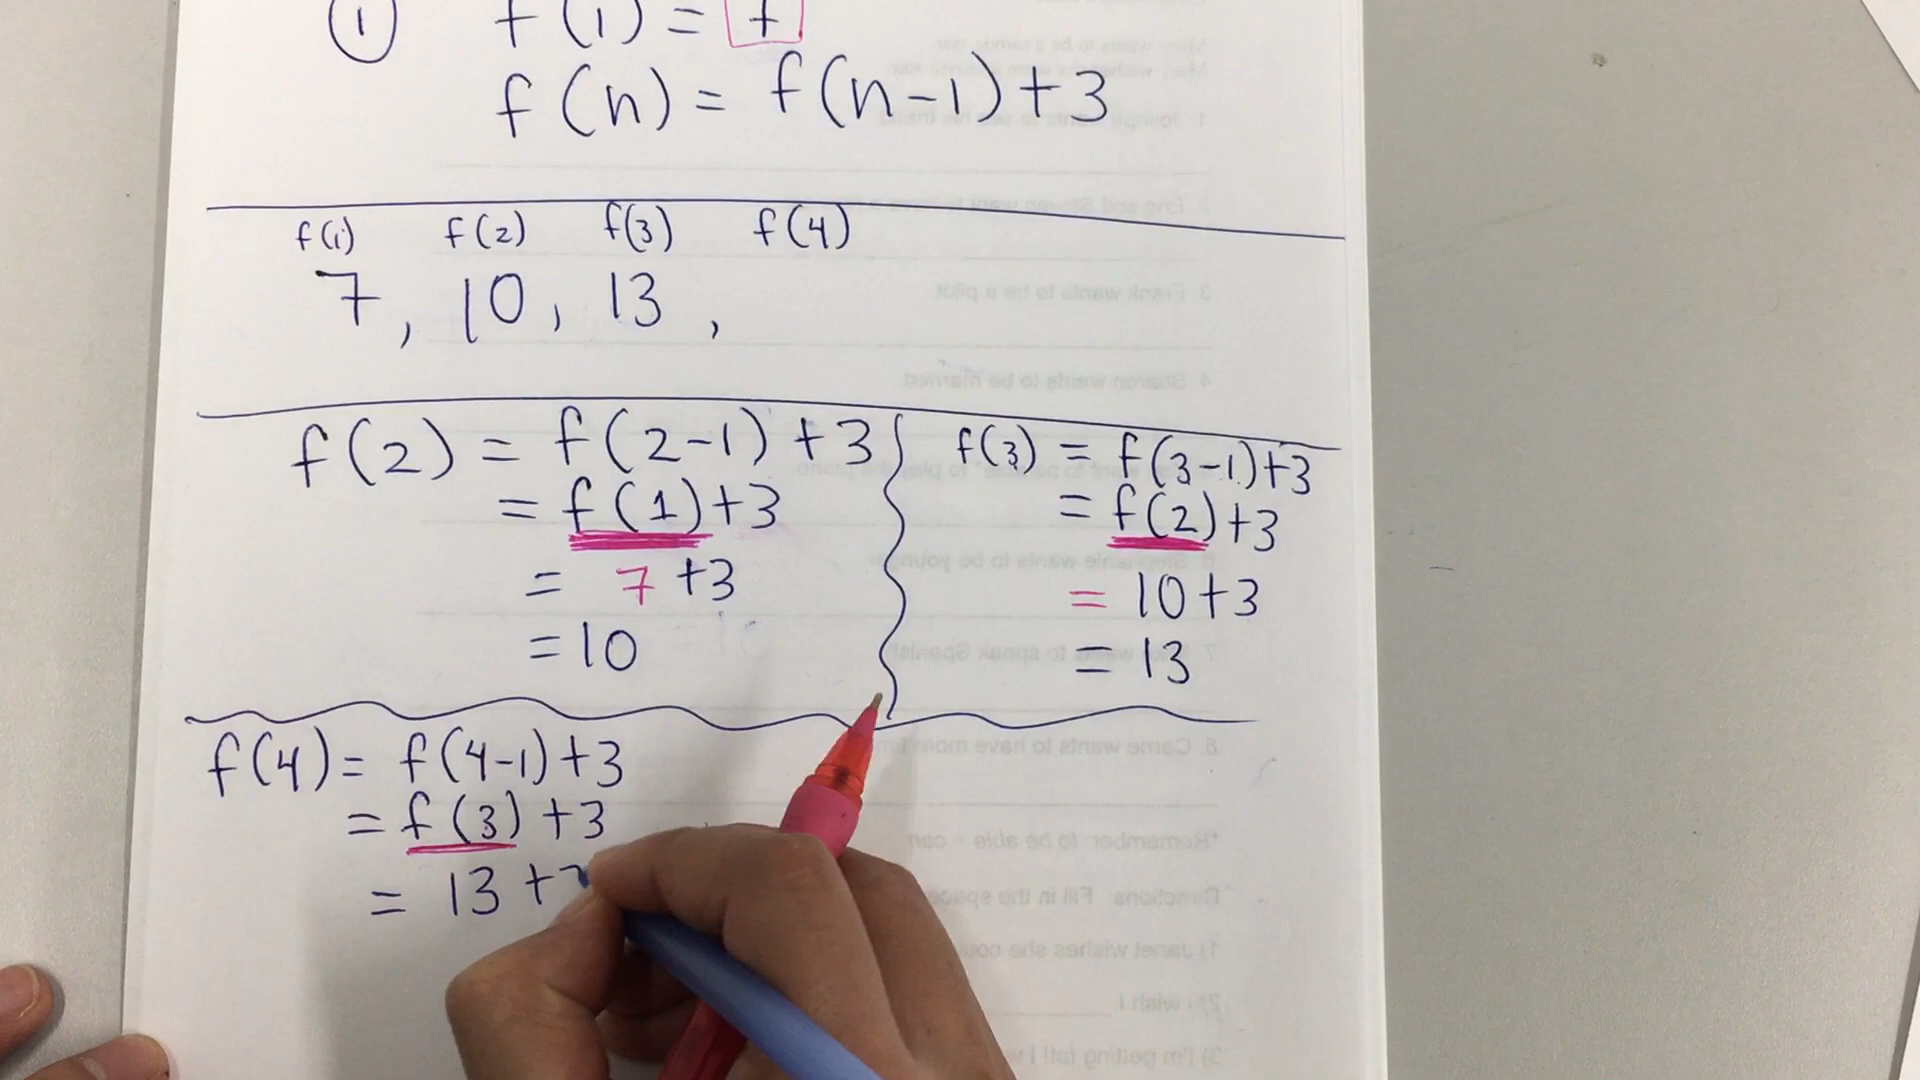 ① f(1) = 7
f(n) = f(n-1)+3
f(1) f(2) f(3) f(4)
7, 10, 13,
f(2) = f(2-1)+3
= f(1)+3
= 7+3
= 10
f(3) = f(3-1)+3
= f(2)+3
= 10+3
= 13
f(4) = f(4-1)+3
= f(3)+3
= 13+